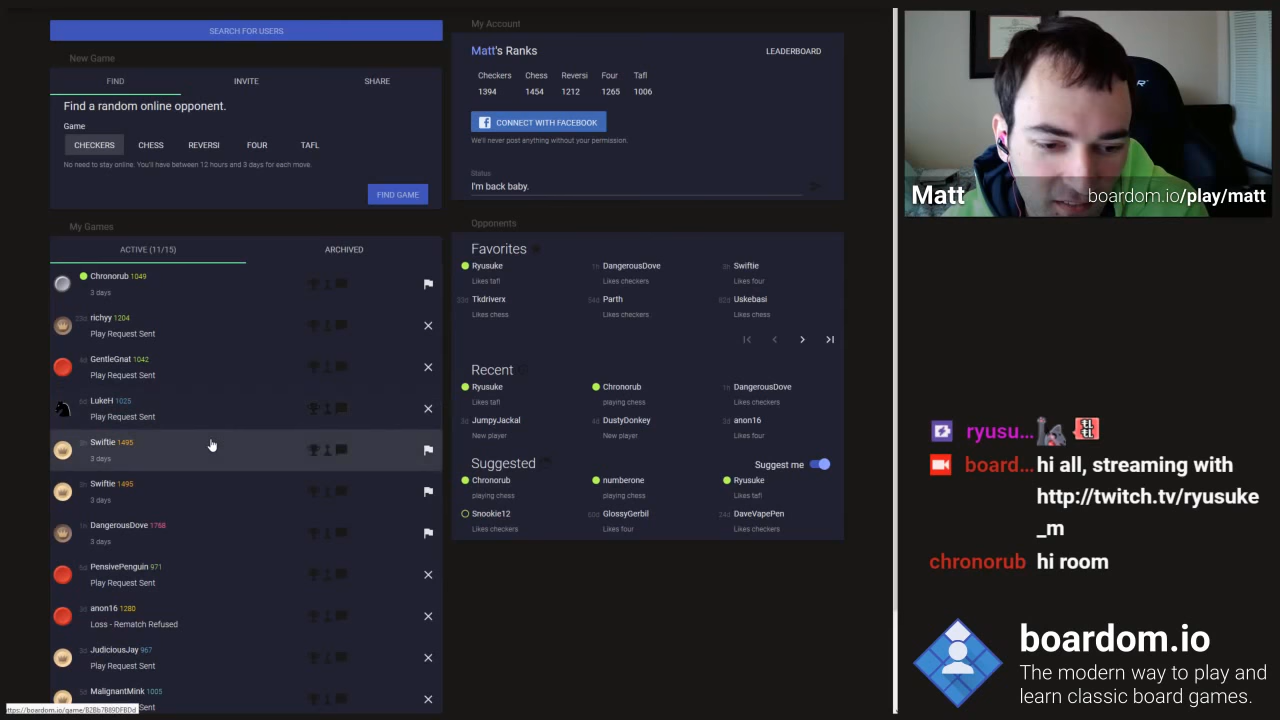 SEARCH FOR USERS
New Game
FIND INVITE SHARE
Find a random online opponent.
Game
CHECKERS CHESS REVERSI FOUR TAFL
No need to stay online. You'll have between 12 hours and 3 days for each move.
FIND GAME
My Games
ACTIVE (11/15) ARCHIVED
Chronorub 1049
3 days
23d richyy 1204
Play Request Sent
GentleGnat 1042
Play Request Sent
LukeH 1025
Play Request Sent
Swiftie 1495
3 days
Swiftie 1495
3 days
1h DangerousDove 1768
3 days
PensivePenguin 971
Play Request Sent
anon16 1280
Loss - Rematch Refused
JudiciousJay 967
Play Request Sent
MalignantMink 1005
Sent
My Account
Matt's Ranks LEADERBOARD
Checkers Chess Reversi Four Tafl
1394 1454 1212 1265 1006
CONNECT WITH FACEBOOK
We'll never post anything without your permission.
Status
I'm back baby.
Opponents
Favorites
Ryusuke 1h DangerousDove Swiftie
Likes tafl Likes checkers Likes four
Tkdriverx 54d Parth 82d Uskebasi
Likes chess Likes checkers Likes chess
Recent
Ryusuke Chronorub 1h DangerousDove
Likes tafl playing chess Likes checkers
JumpyJackal 4d DustyDonkey anon16
New player New player Likes four
Suggested Suggest me
Chronorub numberone Ryusuke
playing chess playing chess Likes tafl
Snookie12 GlossyGerbil 24d DaveVapePen
Likes checkers Likes four Likes checkers
Matt boardom.io/play/matt
ryusu...
board... hi all, streaming with
http://twitch.tv/ryusuke
_m
chronorub hi room
boardom.io
The modern way to play and
learn classic board games.